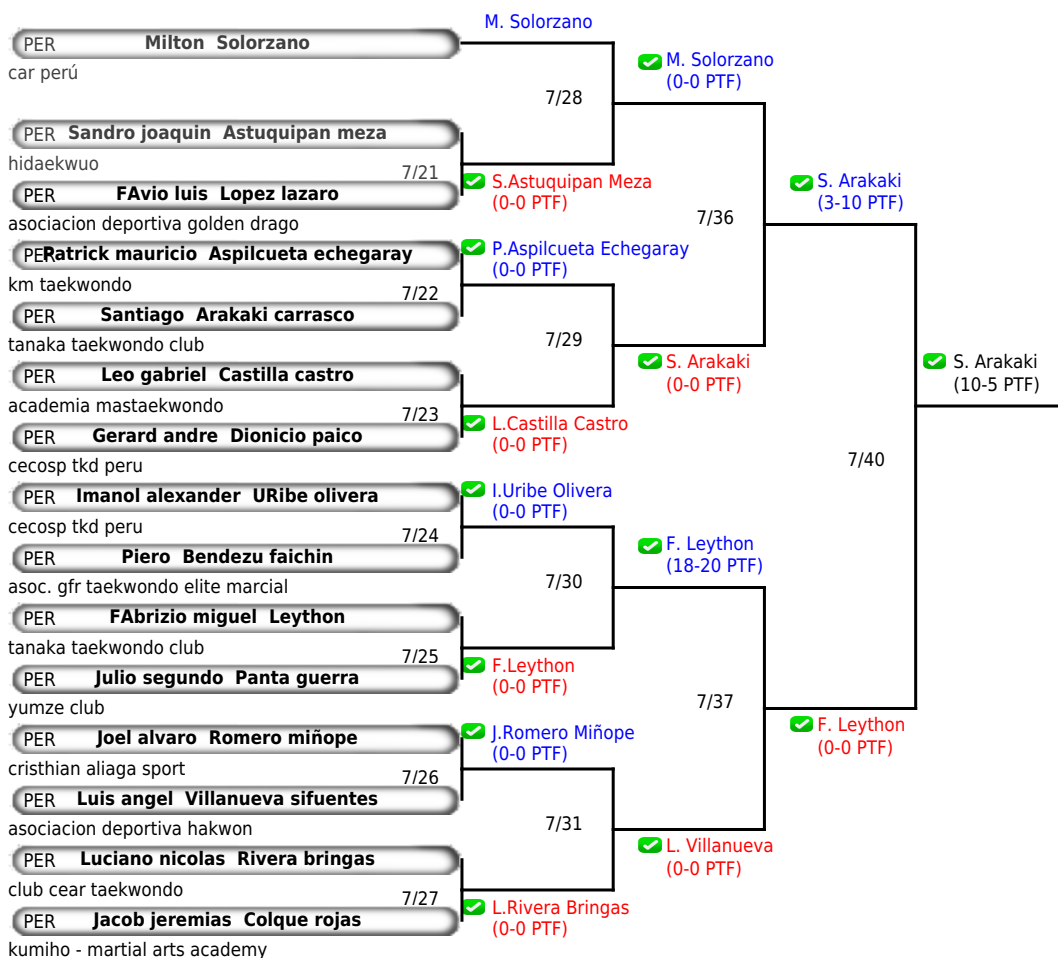 M. Solorzano
PER Milton Solorzano
car perú
M. Solorzano
(0-0 PTF)
7/28
PER Sandro joaquin Astuquipan meza
hidaekwuo
7/21
S.Astuquipan Meza
(0-0 PTF)
PER FAvio luis Lopez lazaro
asociacion deportiva golden drago
S. Arakaki
(3-10 PTF)
7/36
PER Patrick mauricio Aspilcueta echegaray
km taekwondo
P.Aspilcueta Echegaray
(0-0 PTF)
7/22
PER Santiago Arakaki carrasco
tanaka taekwondo club
7/29
S. Arakaki
(0-0 PTF)
S. Arakaki
(10-5 PTF)
PER Leo gabriel Castilla castro
academia mastaekwondo
7/23
L.Castilla Castro
(0-0 PTF)
PER Gerard andre Dionicio paico
cecosp tkd peru
7/40
PER Imanol alexander URibe olivera
cecosp tkd peru
I.Uribe Olivera
(0-0 PTF)
7/24
PER Piero Bendezu faichin
asoc. gfr taekwondo elite marcial
F. Leython
(18-20 PTF)
7/30
PER FAbrizio miguel Leython
tanaka taekwondo club
7/25
F.Leython
(0-0 PTF)
PER Julio segundo Panta guerra
yumze club
7/37
F. Leython
(0-0 PTF)
PER Joel alvaro Romero miñope
cristhian aliaga sport
J.Romero Miñope
(0-0 PTF)
7/26
PER Luis angel Villanueva sifuentes
asociacion deportiva hakwon
7/31
L. Villanueva
(0-0 PTF)
PER Luciano nicolas Rivera bringas
club cear taekwondo
7/27
L.Rivera Bringas
(0-0 PTF)
PER Jacob jeremias Colque rojas
kumiho - martial arts academy